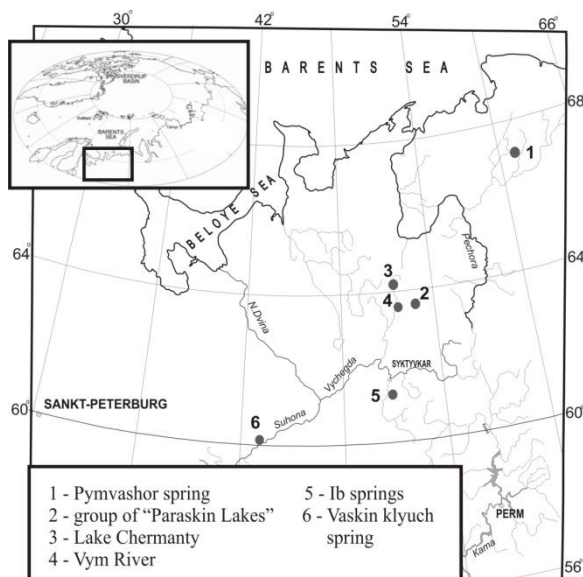 30° 42° 54° 66°
BARENTS SEA
SVERDRUP
BASIN
BARENTS
SEA
68°
1
BELOYE SEA
Pechora
64°
64°
3
4
2
N.Dvina
Vychegda
SYKTYVKAR
5
SANKT-PETERBURG
60°
60°
6
Suhona
1 - Pymvashor spring
2 - group of “Paraskin Lakes”
3 - Lake Chermanty
4 - Vym River
5 - Ib springs
6 - Vaskin klyuch
spring
PERM
Kama
56°